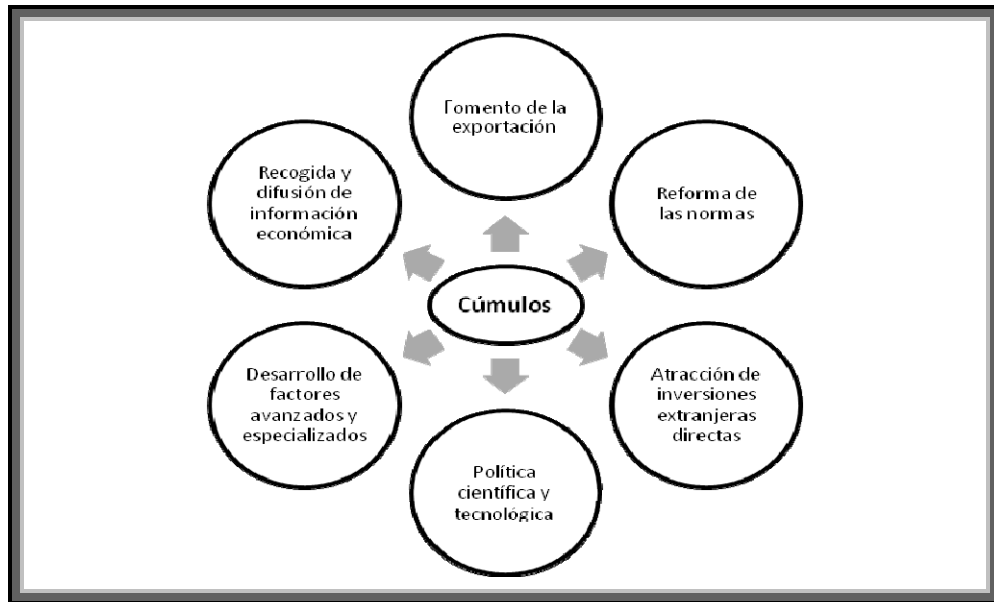 Fomento de la
exportación
Recogida y
difusión de
información
económica
Reforma de
las normas
Cúmulos
Desarrollo de
factores
avanzados y
especializados
Atracción de
inversiones
extranjeras
directas
Política
científica y
tecnológica